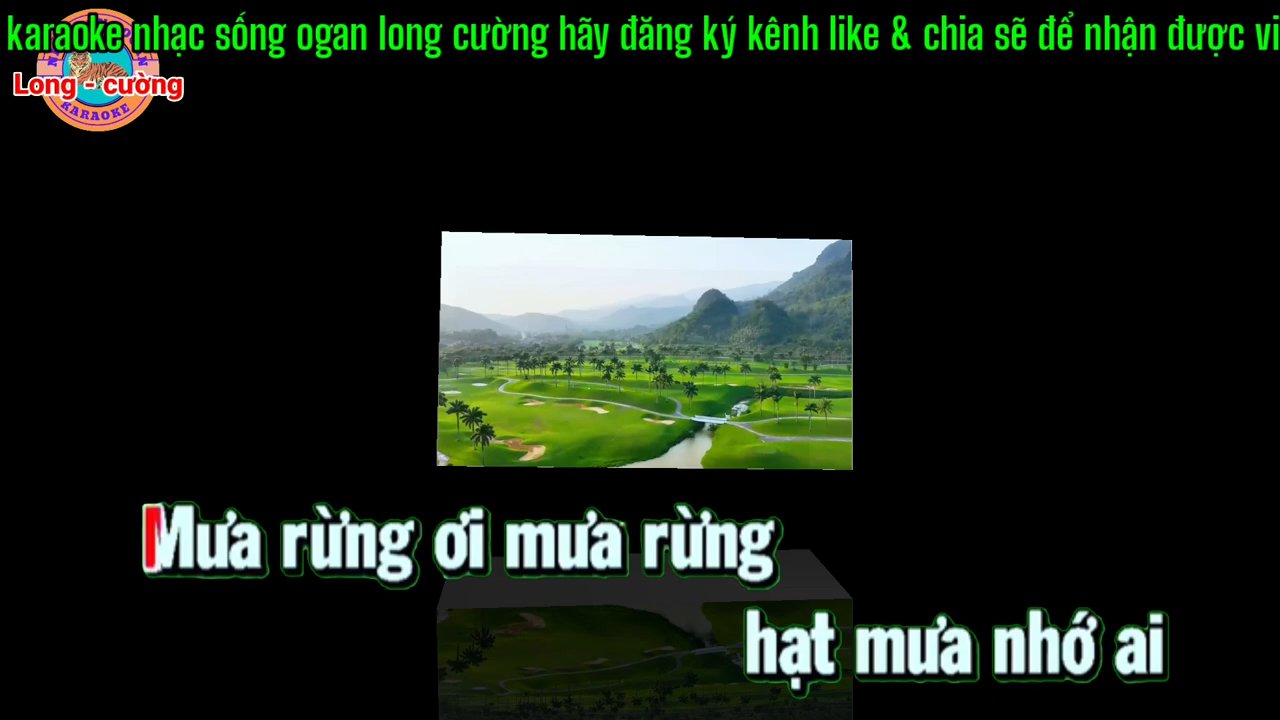 karaoke nhạc sống ogan long cường hãy đăng ký kênh like & chia sẽ để nhận được vi
Long - cường
KARAOKE
Mưa rừng ơi mưa rừng
hạt mưa nhớ ai